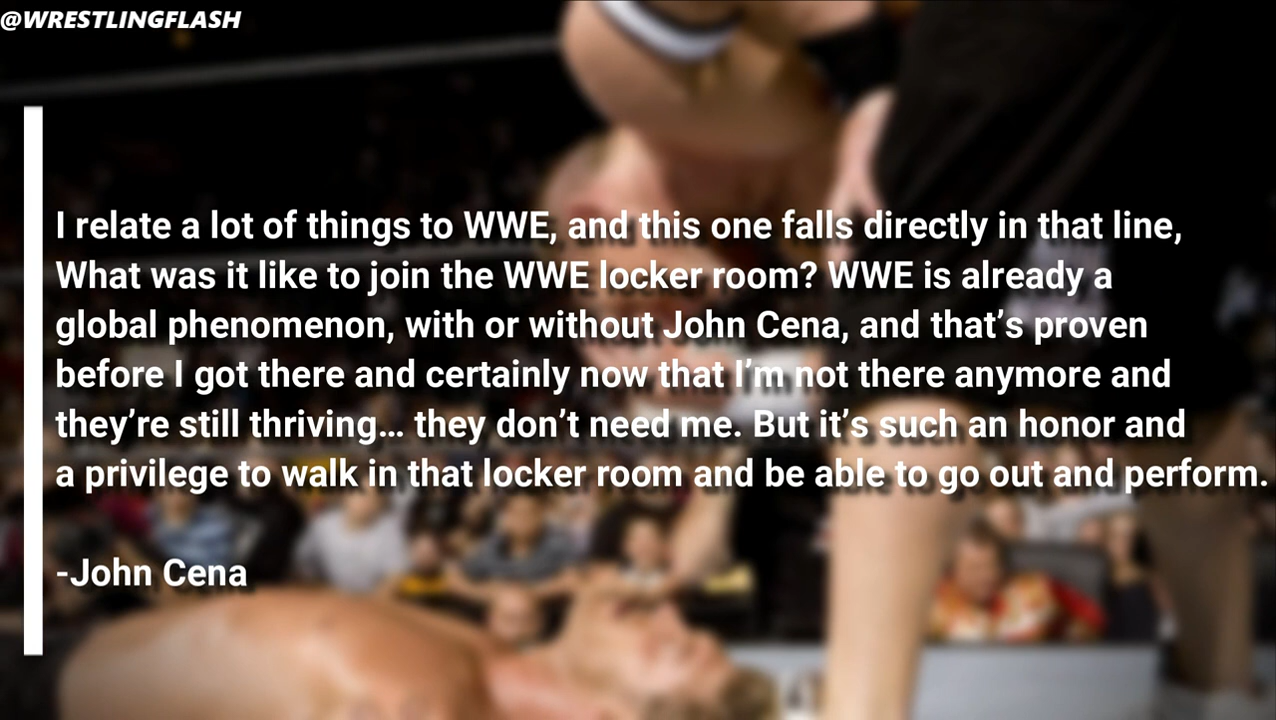 @WRESTLINGFLASH
I relate a lot of things to WWE, and this one falls directly in that line,
What was it like to join the WWE locker room? WWE is already a
global phenomenon, with or without John Cena, and that’s proven
before I got there and certainly now that I’m not there anymore and
they’re still thriving… they don’t need me. But it’s such an honor and
a privilege to walk in that locker room and be able to go out and perform.
-John Cena